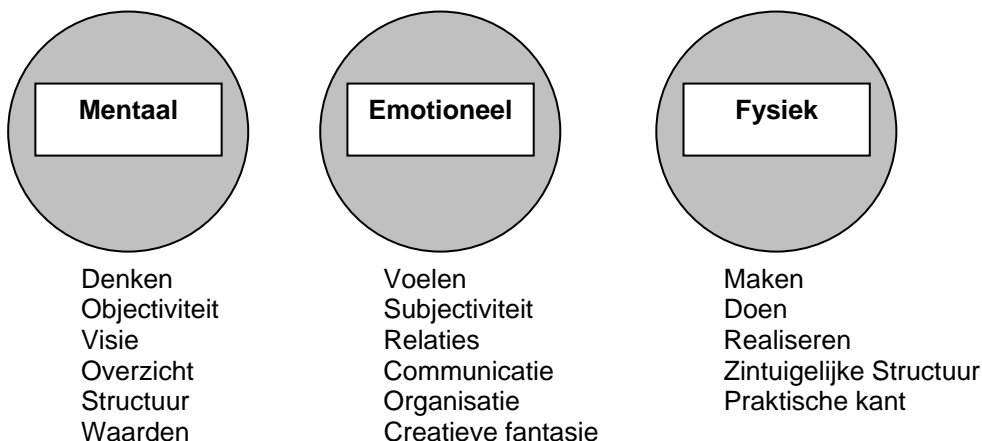 Mentaal
Denken
Objectiviteit
Visie
Overzicht
Structuur
Waarden
Emotioneel
Voelen
Subjectiviteit
Relaties
Communicatie
Organisatie
Creatieve fantasie
Fysiek
Maken
Doen
Realiseren
Zintuigelijke Structuur
Praktische kant